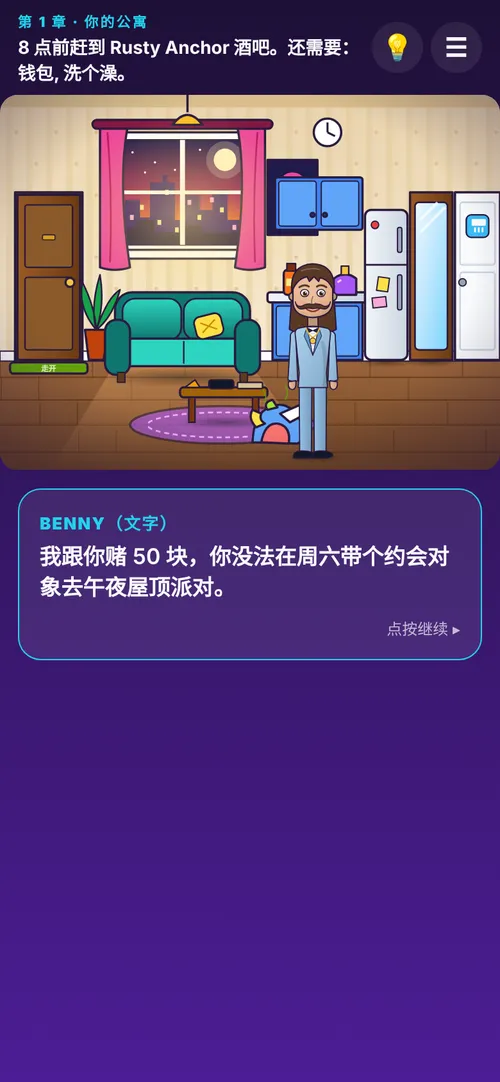 第 1 章 · 你的公寓
8 点前赶到 Rusty Anchor 酒吧。还需要：
钱包, 洗个澡。
走开
BENNY（文字）
我跟你赌 50 块，你没法在周六带个约会对
象去午夜屋顶派对。
点按继续 ▸